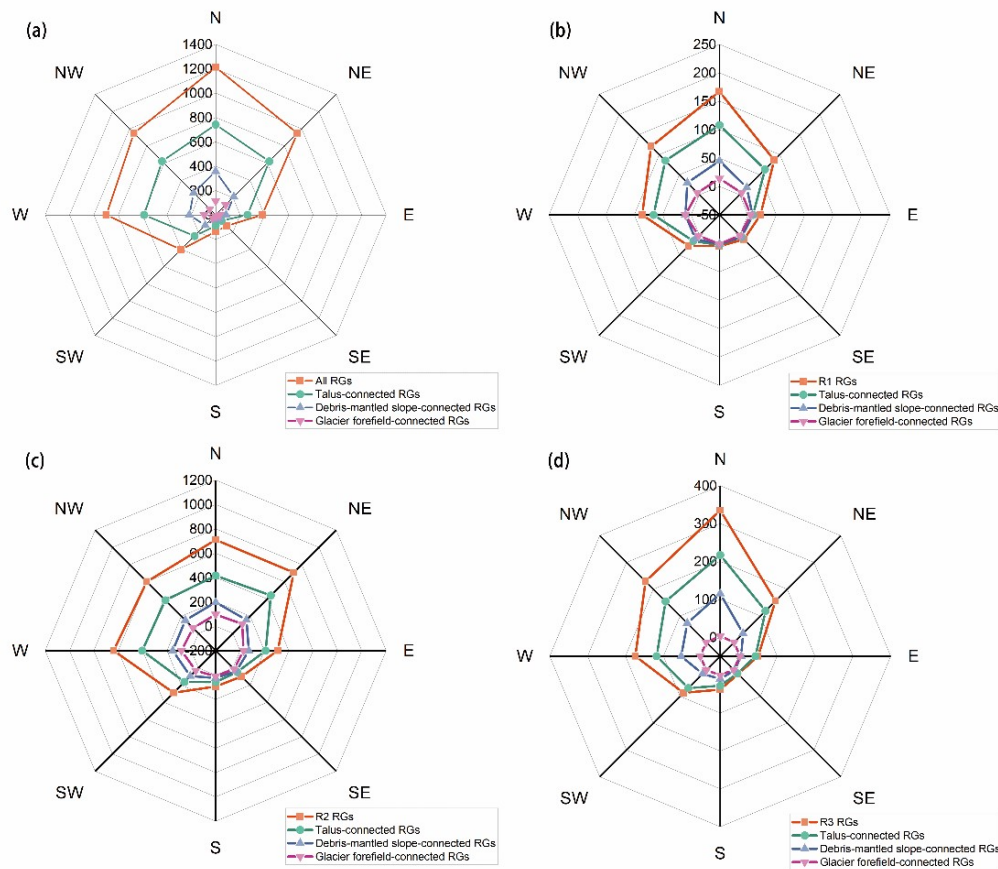 (a)
N
NW
NE
1400
1200
1000
800
600
400
200
W
E
SW
SE
S
All RGs
Talus-connected RGs
Debris-mantled slope-connected RGs
Glacier forefield-connected RGs
(b)
N
NW
NE
250
200
150
100
50
0
-50
W
E
SW
SE
S
R1 RGs
Talus-connected RGs
Debris-mantled slope-connected RGs
Glacier forefield-connected RGs
(c)
N
NW
NE
1200
1000
800
600
400
200
0
-200
W
E
SW
SE
S
R2 RGs
Talus-connected RGs
Debris-mantled slope-connected RGs
Glacier forefield-connected RGs
(d)
N
NW
NE
400
300
200
100
0
W
E
SW
SE
S
R3 RGs
Talus-connected RGs
Debris-mantled slope-connected RGs
Glacier forefield-connected RGs